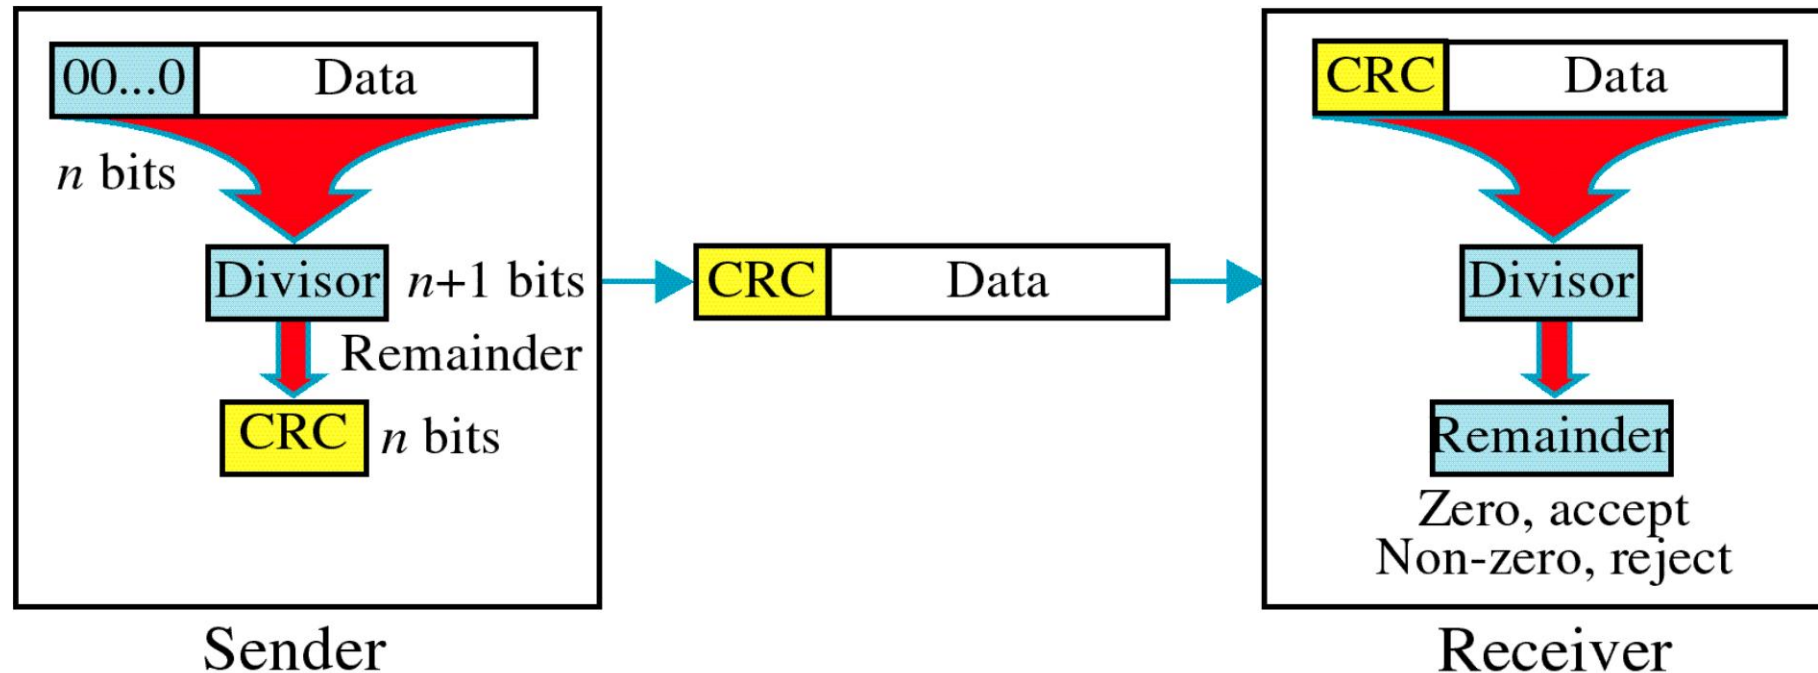 00...0 Data
n bits
Divisor n+1 bits
Remainder
CRC n bits
Sender
CRC Data
CRC Data
Divisor
Remainder
Zero, accept
Non-zero, reject
Receiver